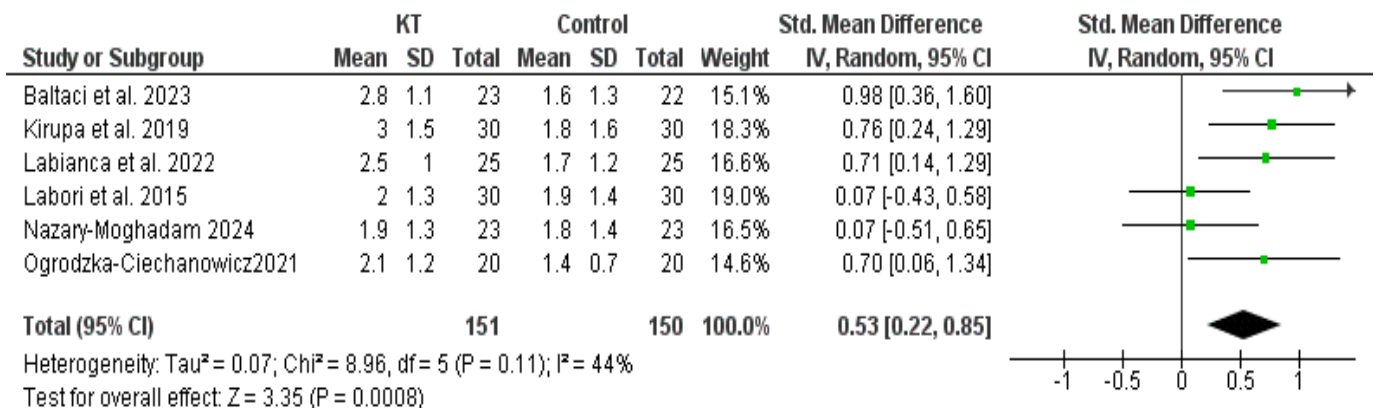 KT Control Std. Mean Difference Std. Mean Difference
Study or Subgroup Mean SD Total Mean SD Total Weight IV, Random, 95% CI IV, Random, 95% CI
Baltaci et al. 2023 2.8 1.1 23 1.6 1.3 22 15.1% 0.98 [0.36, 1.60]
Kirupa et al. 2019 3 1.5 30 1.8 1.6 30 18.3% 0.76 [0.24, 1.29]
Labianca et al. 2022 2.5 1 25 1.7 1.2 25 16.6% 0.71 [0.14, 1.29]
Labori et al. 2015 2 1.3 30 1.9 1.4 30 19.0% 0.07 [-0.43, 0.58]
Nazary-Moghadam 2024 1.9 1.3 23 1.8 1.4 23 16.5% 0.07 [-0.51, 0.65]
Ogrodzka-Ciechanowicz2021 2.1 1.2 20 1.4 0.7 20 14.6% 0.70 [0.06, 1.34]
Total (95% CI) 151 150 100.0% 0.53 [0.22, 0.85]
Heterogeneity: Tau² = 0.07; Chi² = 8.96, df = 5 (P = 0.11); I² = 44%
Test for overall effect: Z = 3.35 (P = 0.0008)
-1 -0.5 0 0.5 1